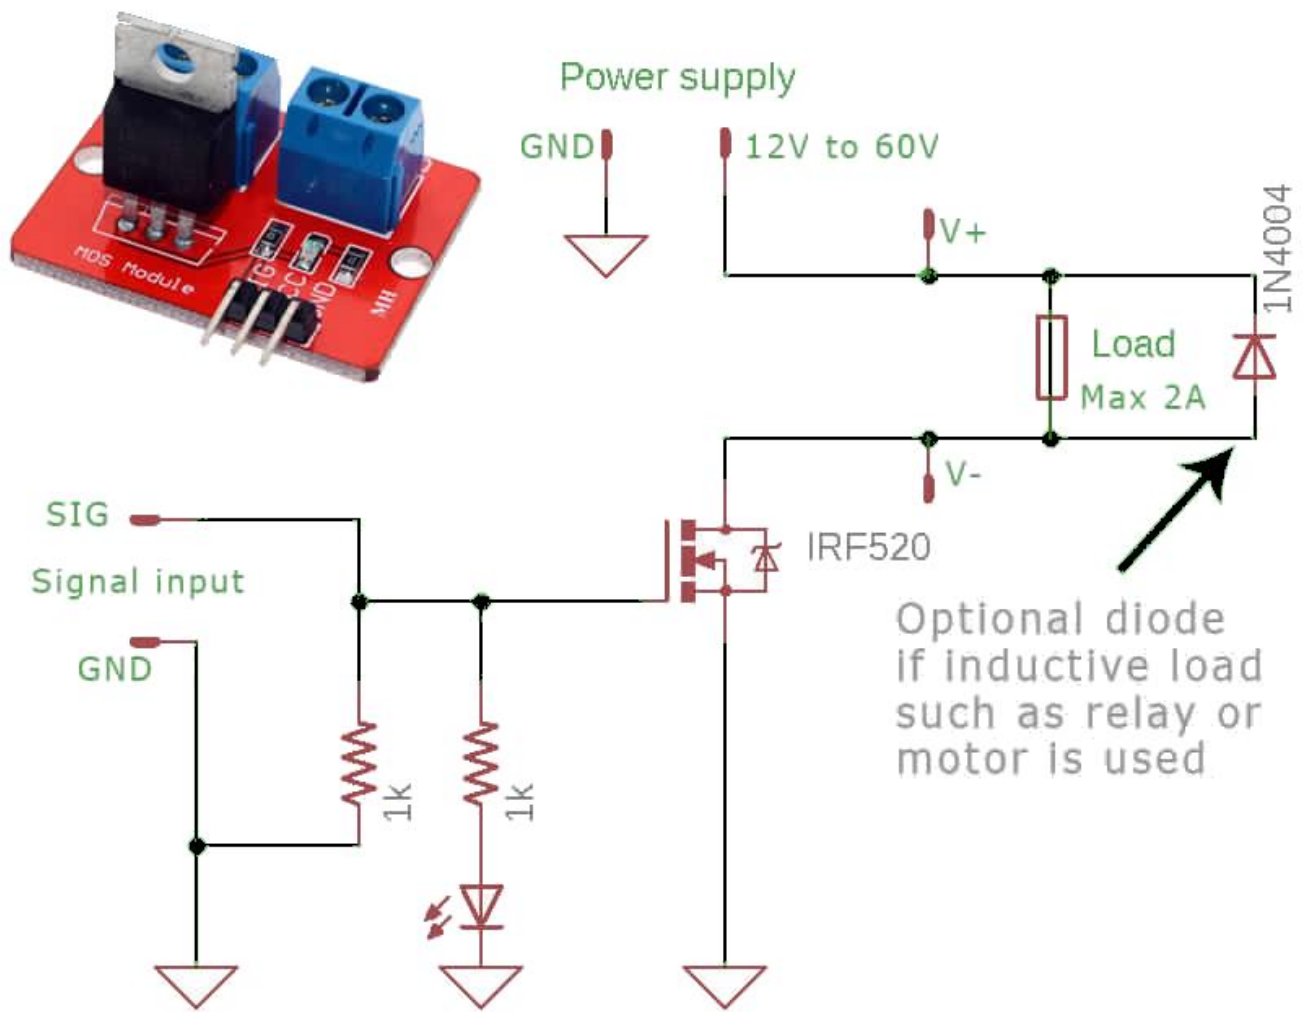 Power supply
GND
12V to 60V
V+
1N4004
Load
Max 2A
V-
MOS Module
MH
SIG
Signal input
GND
IRF520
1k
1k
Optional diode
if inductive load
such as relay or
motor is used